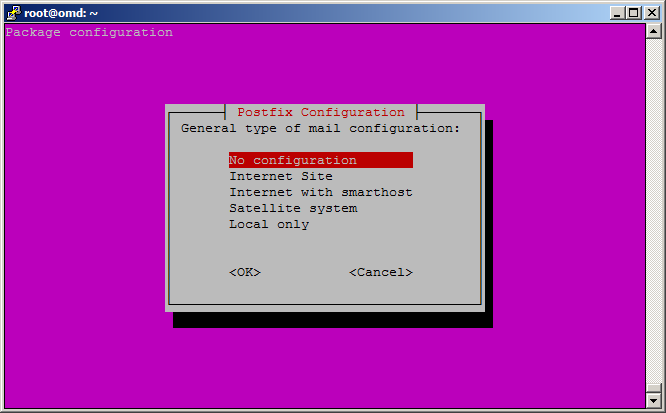 root@omd: ~
Package configuration
Postfix Configuration
General type of mail configuration:
No configuration
Internet Site
Internet with smarthost
Satellite system
Local only
<OK> <Cancel>